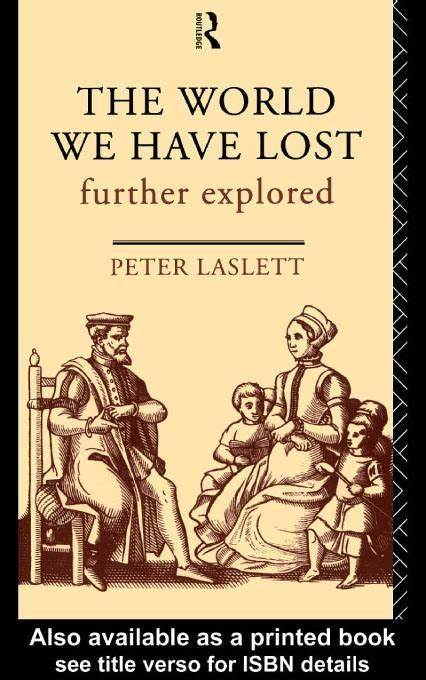 ROUTLEDGE
THE WORLD
WE HAVE LOST
further explored
PETER LASLETT
Also available as a printed book
see title verso for ISBN details